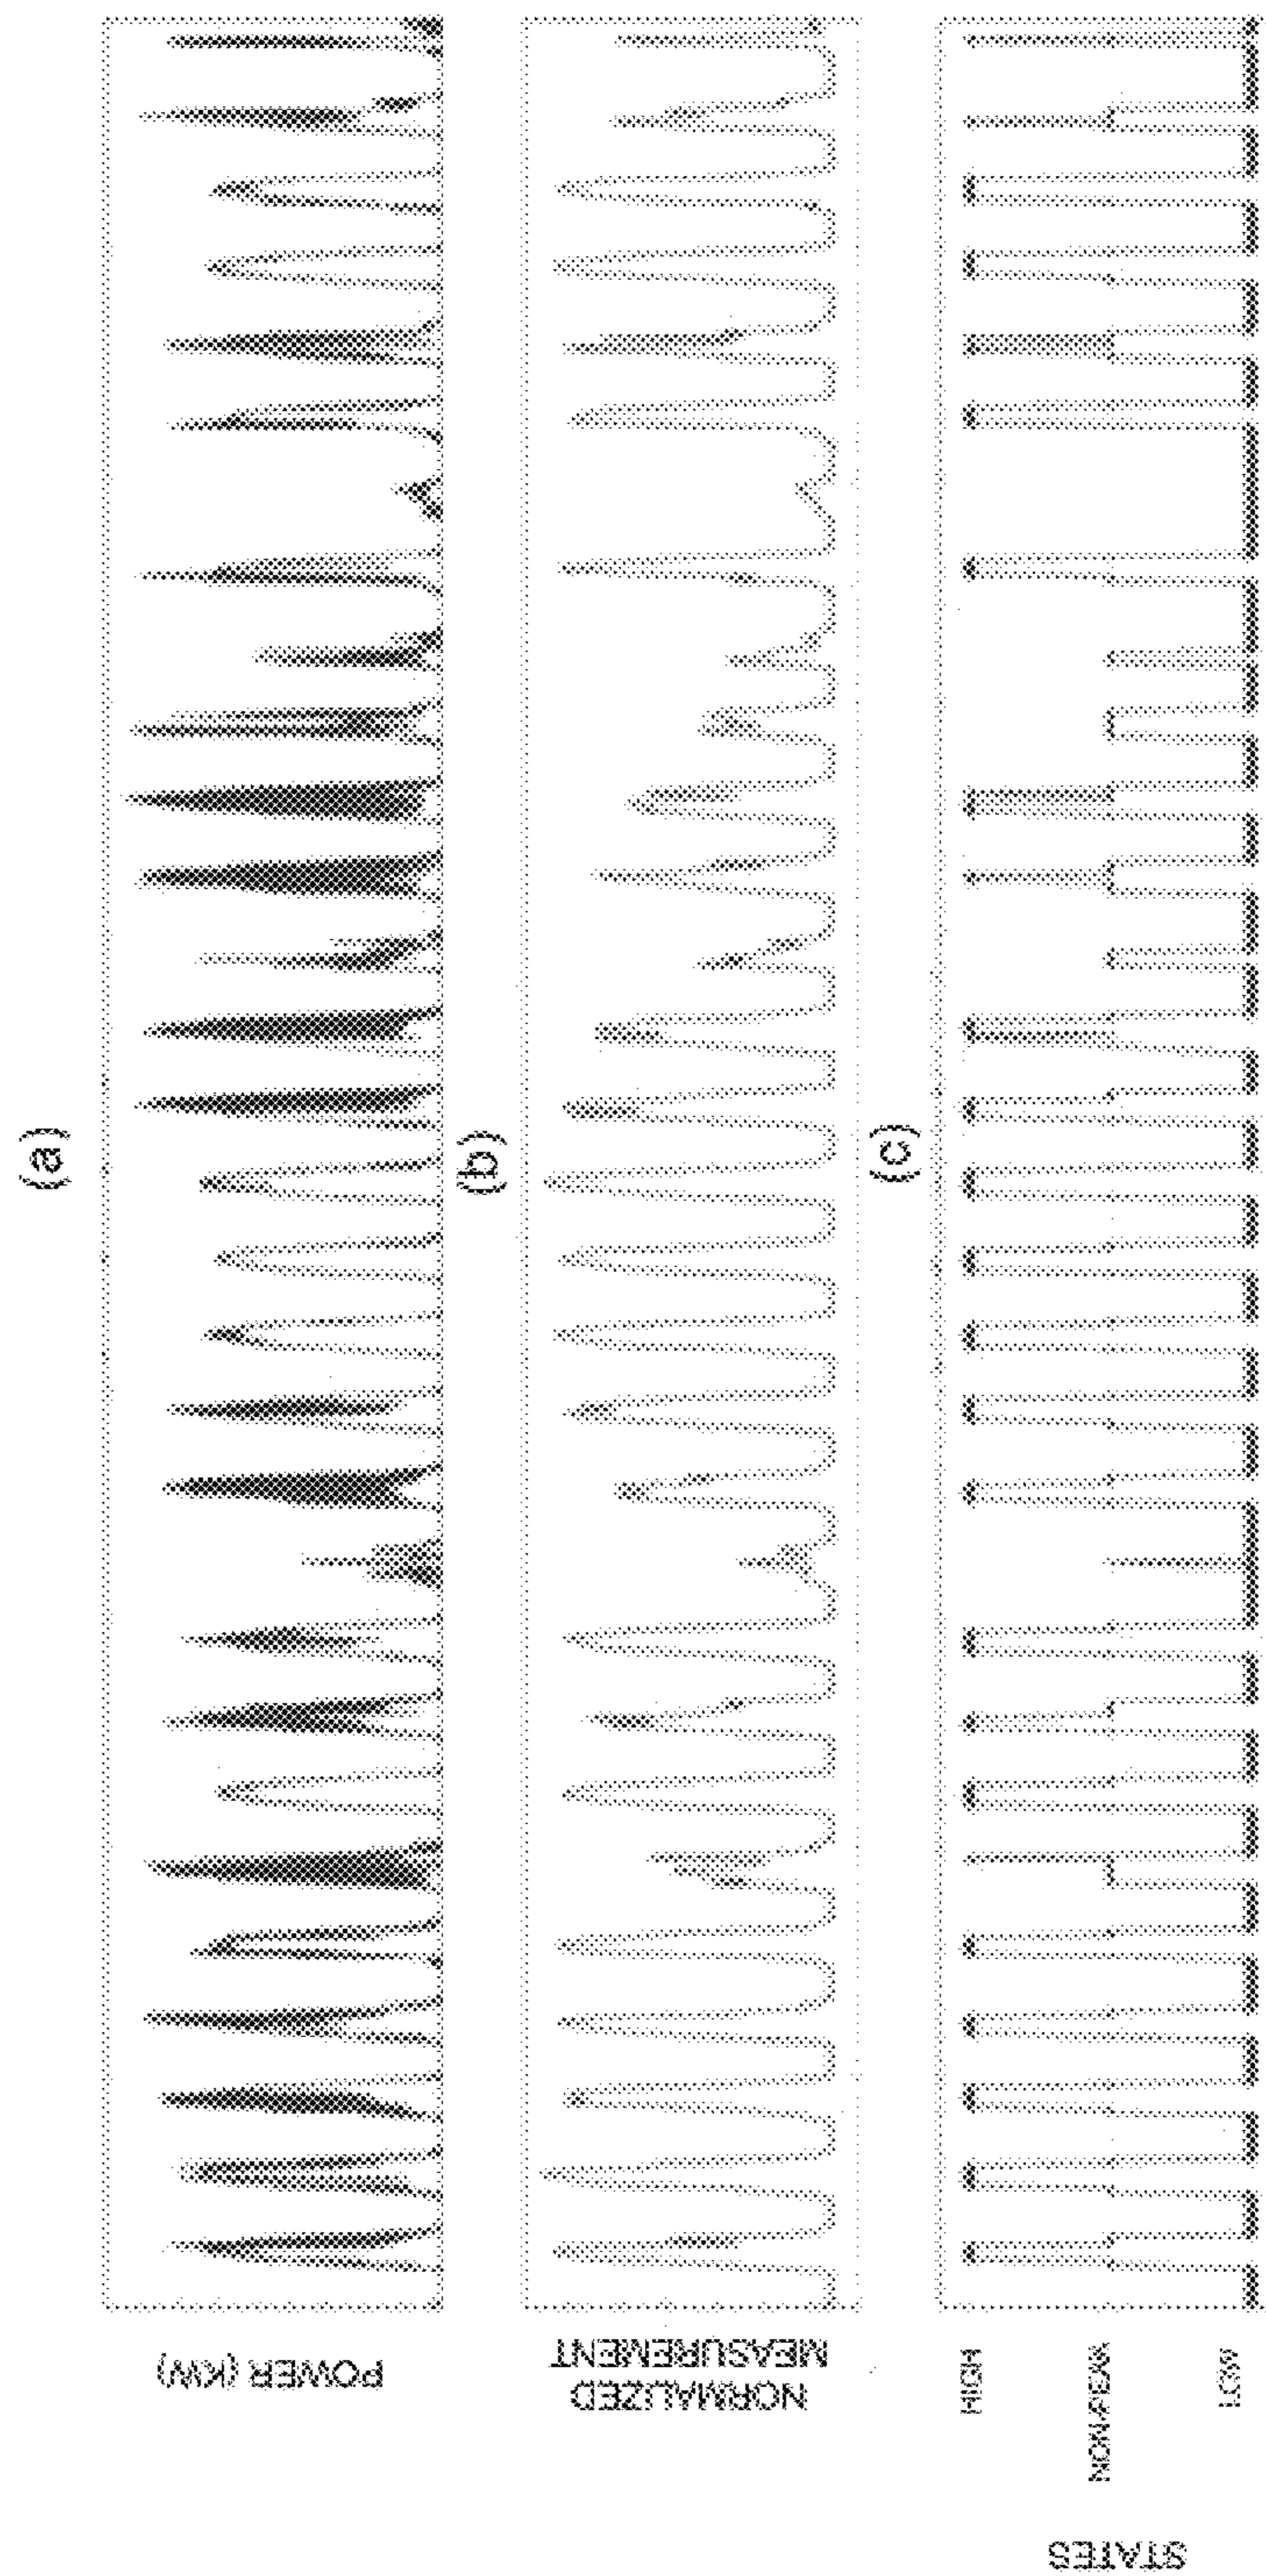 (a)
POWER (KW)
(b)
NORMALIZED
MEASUREMENT
(c)
STATES
HIGH
NON-PEAK
LOW